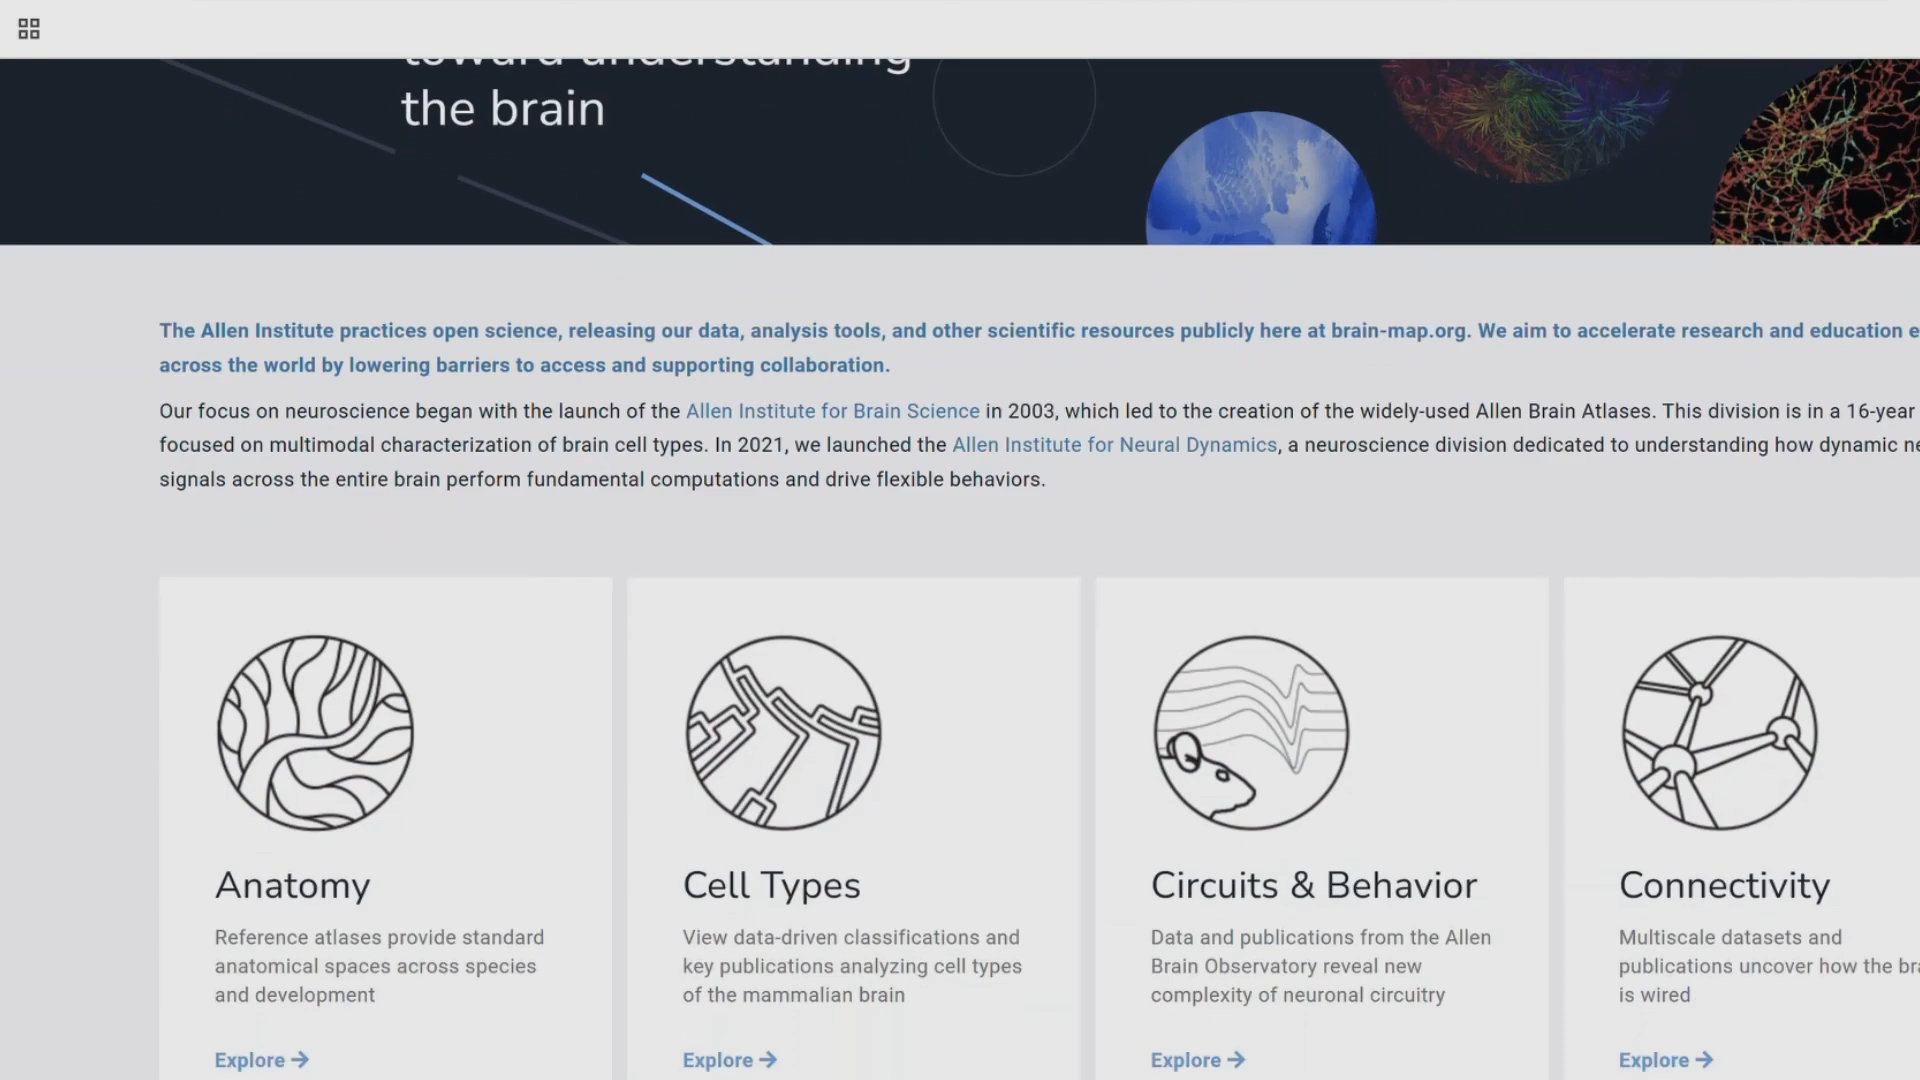 toward understanding
the brain
The Allen Institute practices open science, releasing our data, analysis tools, and other scientific resources publicly here at brain-map.org. We aim to accelerate research and education
across the world by lowering barriers to access and supporting collaboration.
Our focus on neuroscience began with the launch of the Allen Institute for Brain Science in 2003, which led to the creation of the widely-used Allen Brain Atlases. This division is in a 16-year
focused on multimodal characterization of brain cell types. In 2021, we launched the Allen Institute for Neural Dynamics, a neuroscience division dedicated to understanding how dynamic
signals across the entire brain perform fundamental computations and drive flexible behaviors.
Anatomy
Reference atlases provide standard
anatomical spaces across species
and development
Explore →
Cell Types
View data-driven classifications and
key publications analyzing cell types
of the mammalian brain
Explore →
Circuits & Behavior
Data and publications from the Allen
Brain Observatory reveal new
complexity of neuronal circuitry
Explore →
Connectivity
Multiscale datasets and
publications uncover how the
is wired
Explore →